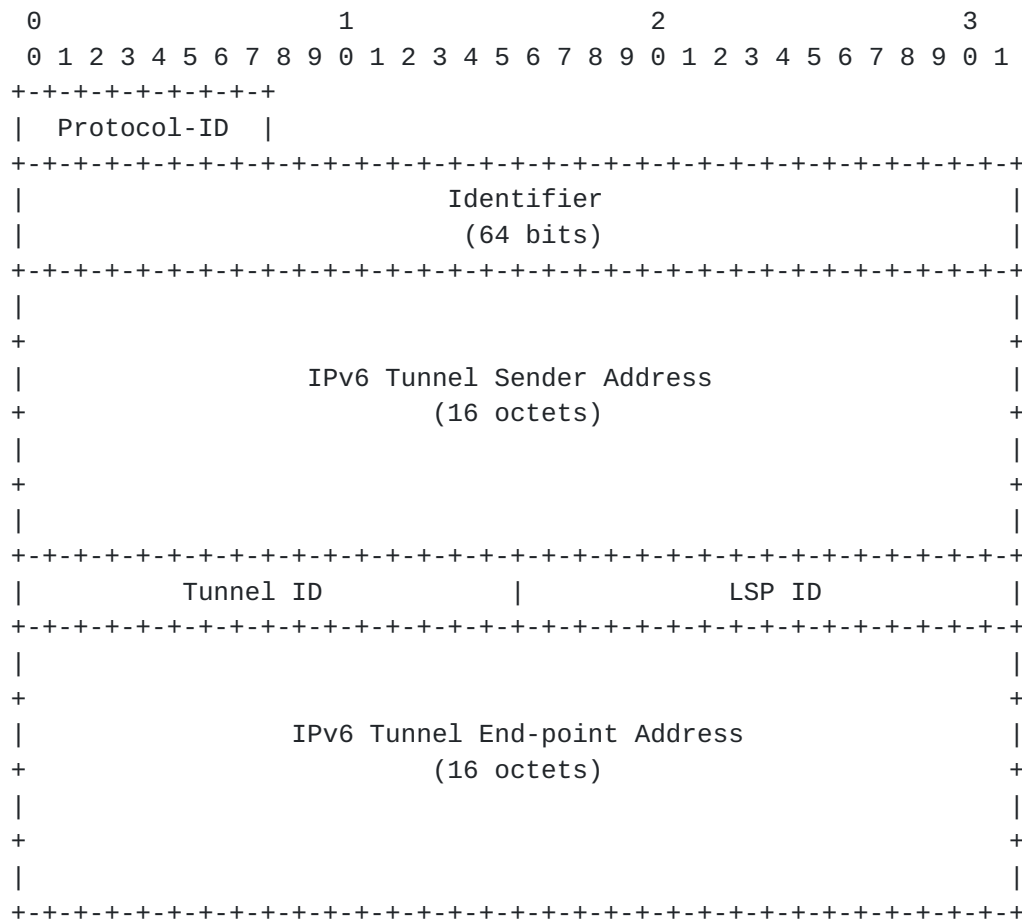 0                   1                   2                   3
 0 1 2 3 4 5 6 7 8 9 0 1 2 3 4 5 6 7 8 9 0 1 2 3 4 5 6 7 8 9 0 1
+-+-+-+-+-+-+-+-+
|  Protocol-ID  |
+-+-+-+-+-+-+-+-+-+-+-+-+-+-+-+-+-+-+-+-+-+-+-+-+-+-+-+-+-+-+-+-+
|                           Identifier                          |
|                            (64 bits)                          |
+-+-+-+-+-+-+-+-+-+-+-+-+-+-+-+-+-+-+-+-+-+-+-+-+-+-+-+-+-+-+-+-+
|                                                               |
+                                                               +
|                  IPv6 Tunnel Sender Address                   |
+                          (16 octets)                          +
|                                                               |
+                                                               +
|                                                               |
+-+-+-+-+-+-+-+-+-+-+-+-+-+-+-+-+-+-+-+-+-+-+-+-+-+-+-+-+-+-+-+-+
|          Tunnel ID            |             LSP ID            |
+-+-+-+-+-+-+-+-+-+-+-+-+-+-+-+-+-+-+-+-+-+-+-+-+-+-+-+-+-+-+-+-+
|                                                               |
+                                                               +
|                 IPv6 Tunnel End-point Address                 |
+                          (16 octets)                          +
|                                                               |
+                                                               +
|                                                               |
+-+-+-+-+-+-+-+-+-+-+-+-+-+-+-+-+-+-+-+-+-+-+-+-+-+-+-+-+-+-+-+-+